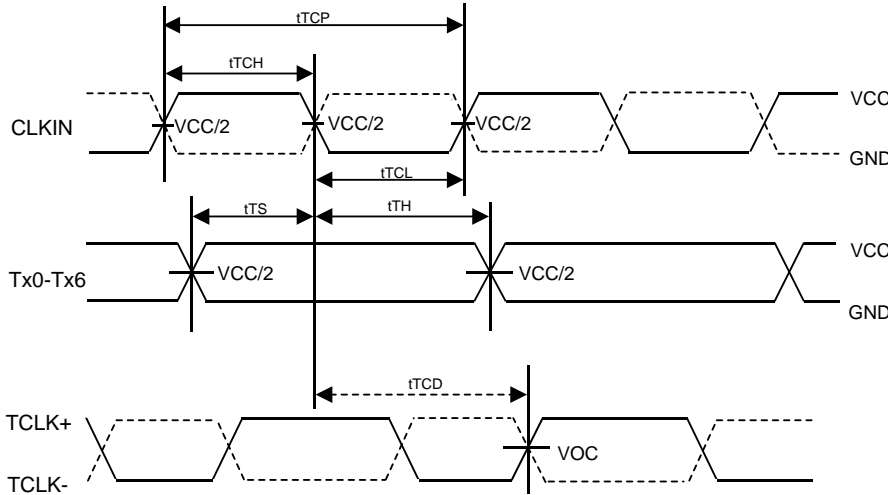 tTCP
tTCH
VCC
CLKIN
VCC/2
VCC/2
VCC/2
GND
tTCL
tTS
tTH
VCC
Tx0-Tx6
VCC/2
VCC/2
GND
tTCD
TCLK+
VOC
TCLK-